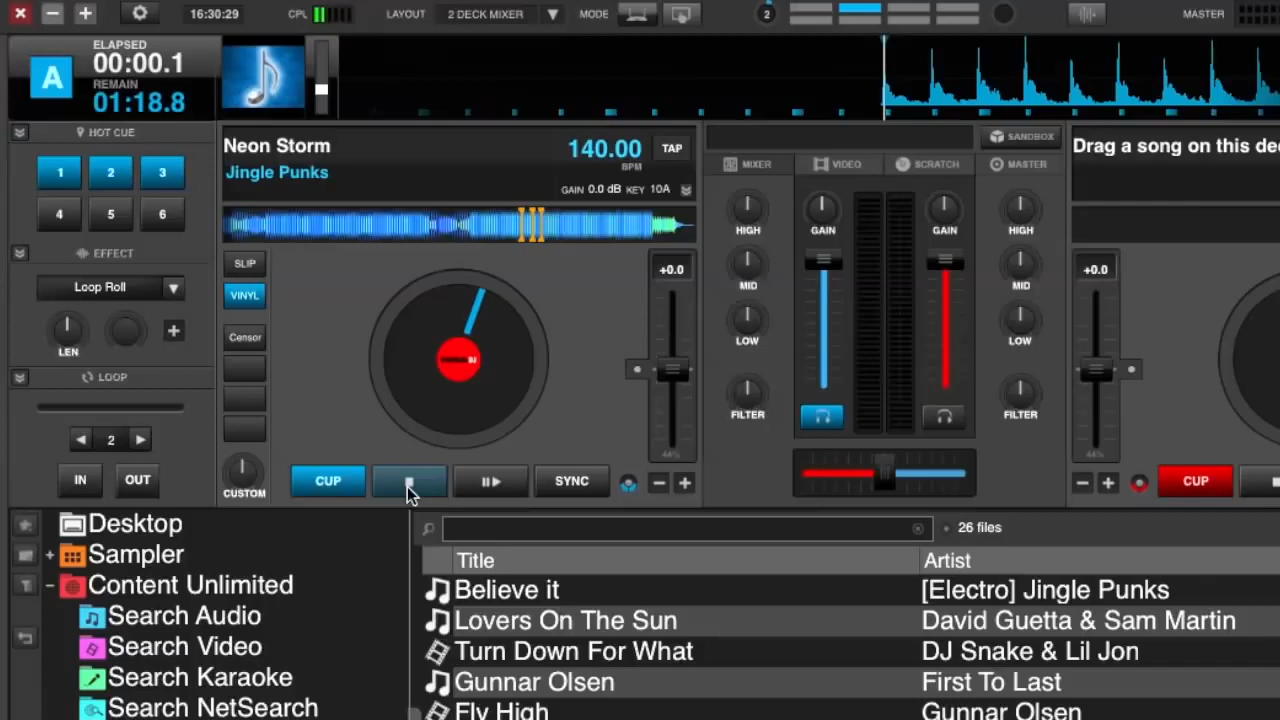 16:30:29 CPL LAYOUT 2 DECK MIXER MODE 2 MASTER
A ELAPSED 00:00.1
REMAIN 01:18.8
HOT CUE
1 2 3
4 5 6
EFFECT
Loop Roll
LEN
LOOP
2
IN OUT
Neon Storm 140.00 BPM TAP
Jingle Punks
GAIN 0.0 dB KEY 10A
SLIP
VINYL
Censor
CUSTOM
+0.0
44%
CUP SYNC
MIXER VIDEO SCRATCH MASTER
SANDBOX
HIGH GAIN GAIN HIGH
MID MID
LOW LOW
FILTER FILTER
Drag a song on this de
+0.0
44%
CUP
Desktop
Sampler
Content Unlimited
Search Audio
Search Video
Search Karaoke
Search NetSearch
26 files
Title Artist
Believe it [Electro] Jingle Punks
Lovers On The Sun David Guetta & Sam Martin
Turn Down For What DJ Snake & Lil Jon
Gunnar Olsen First To Last
Fly High Gunnar Olsen